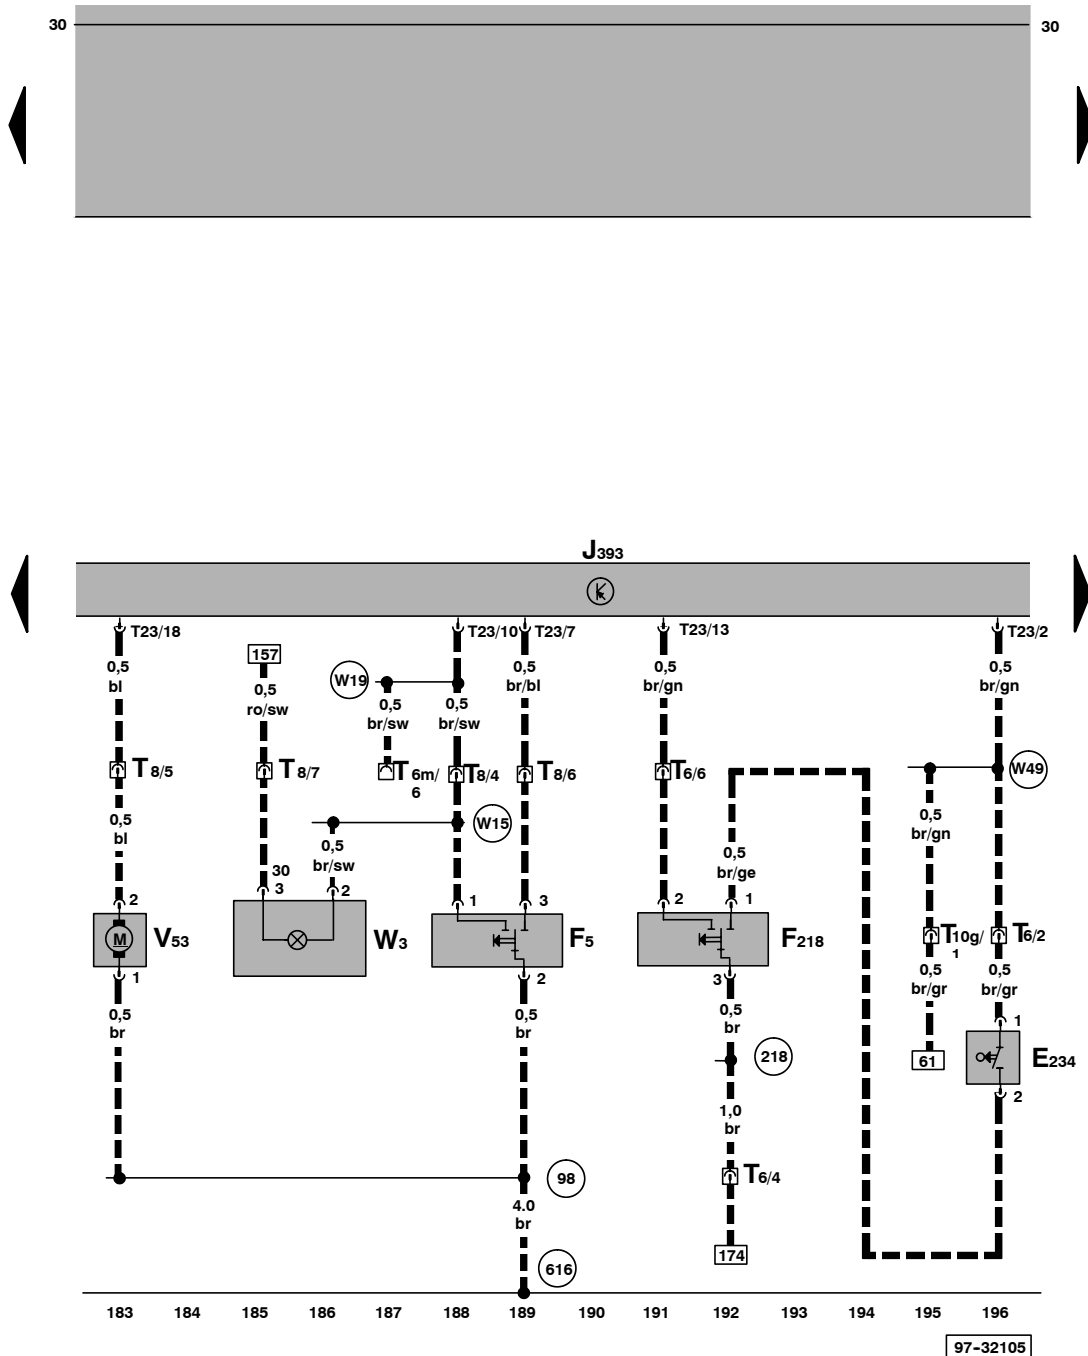 30 30
J393
T23/18 T23/10 T23/7 T23/13 T23/2
157
0,5 W19 0,5 0,5 0,5
bl br/bl br/gn br/gn
0,5 0,5 0,5
ro/sw br/sw br/sw
T8/5 T8/7 T6m/ T8/4 T8/6 T6/6 W49
6
0,5 W15 0,5
bl br/gn
0,5 0,5
br/sw br/ge
30
2 3 2 1 3 2 1
M V53 W3 F5 F218 T10g/ T6/2
1
1 2 3 0,5 0,5
br/gr br/gr
0,5 0,5 0,5 1
br br br
218 61 E234
2
1,0
br
98 T6/4
4.0
br
616 174
183 184 185 186 187 188 189 190 191 192 193 194 195 196
97-32105